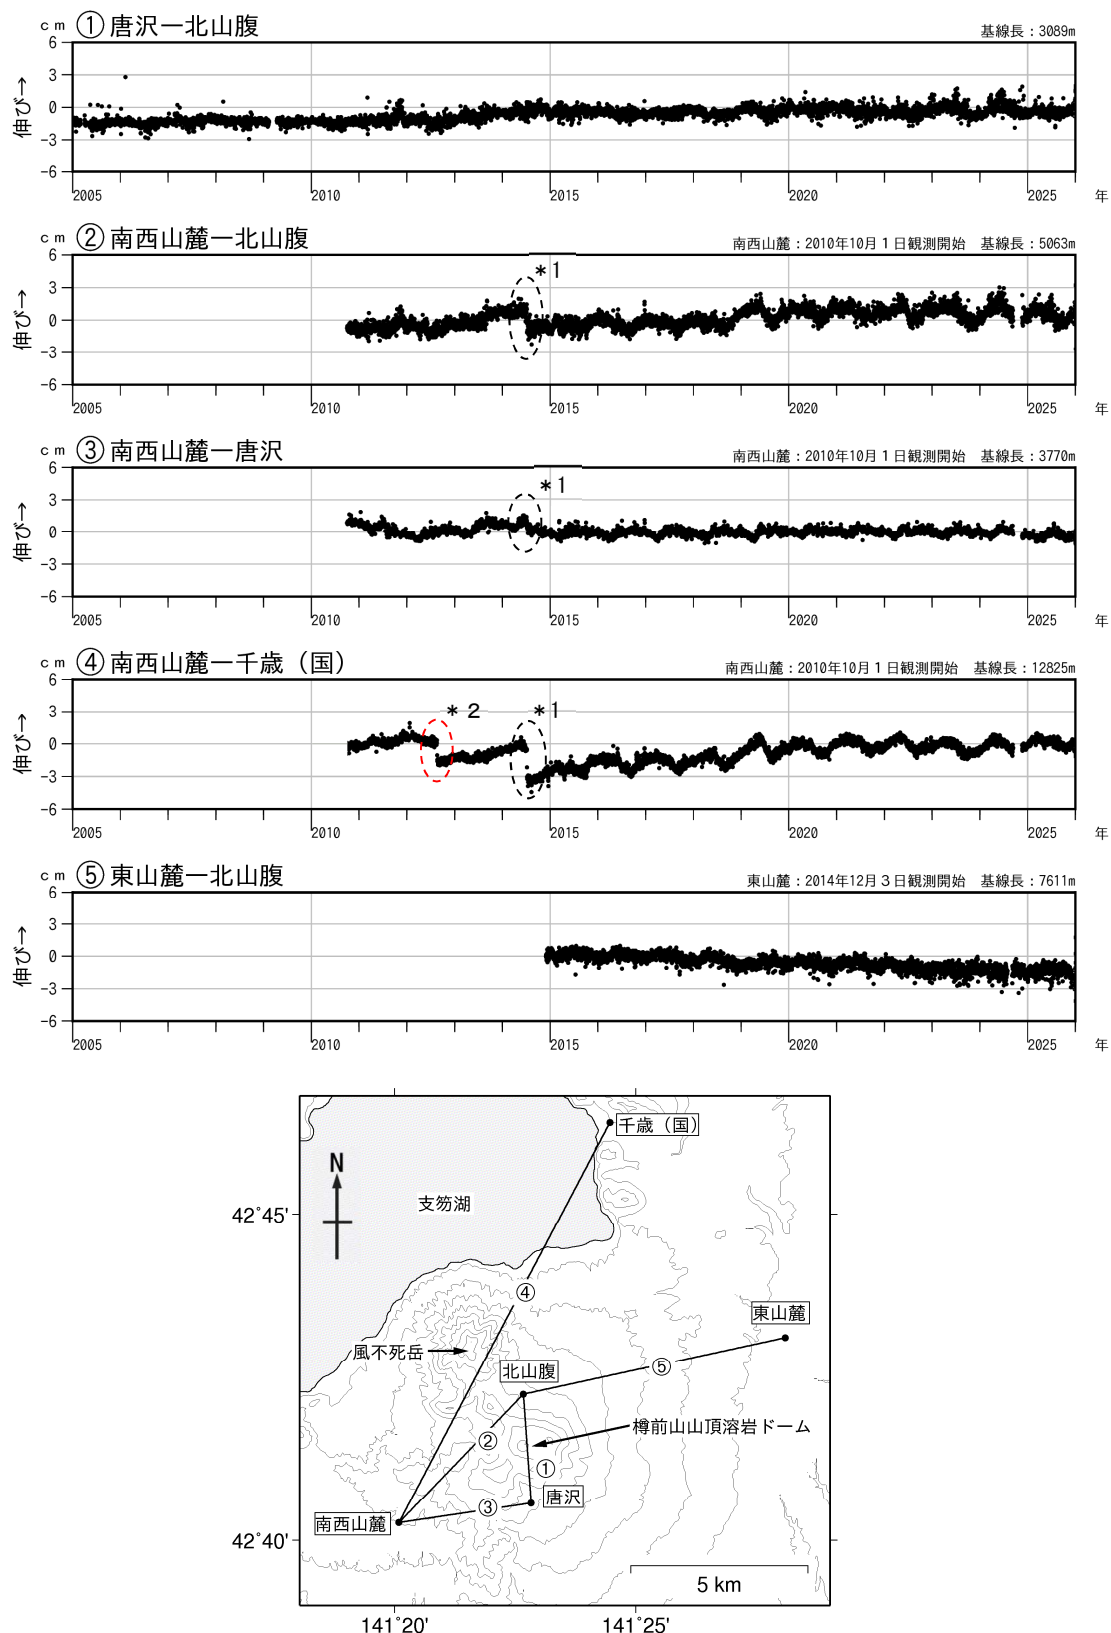 cm ①唐沢ー北山腹 基線長：3089m
6
3
0
-3
-6
伸び→
2005 2010 2015 2020 2025 年
cm ②南西山麓ー北山腹 南西山麓：2010年10月1日観測開始 基線長：5063m
6
3
0
-3
-6
伸び→
*1
2005 2010 2015 2020 2025 年
cm ③南西山麓ー唐沢 南西山麓：2010年10月1日観測開始 基線長：3770m
6
3
0
-3
-6
伸び→
*1
2005 2010 2015 2020 2025 年
cm ④南西山麓ー千歳（国） 南西山麓：2010年10月1日観測開始 基線長：12825m
6
3
0
-3
-6
伸び→
*2 *1
2005 2010 2015 2020 2025 年
cm ⑤東山麓ー北山腹 東山麓：2014年12月3日観測開始 基線長：7611m
6
3
0
-3
-6
伸び→
2005 2010 2015 2020 2025 年
千歳（国）
N
支笏湖
42°45'
④
東山麓
風不死岳
北山腹
⑤
樽前山山頂溶岩ドーム
②
①
唐沢
③
南西山麓
42°40'
5 km
141°20' 141°25'